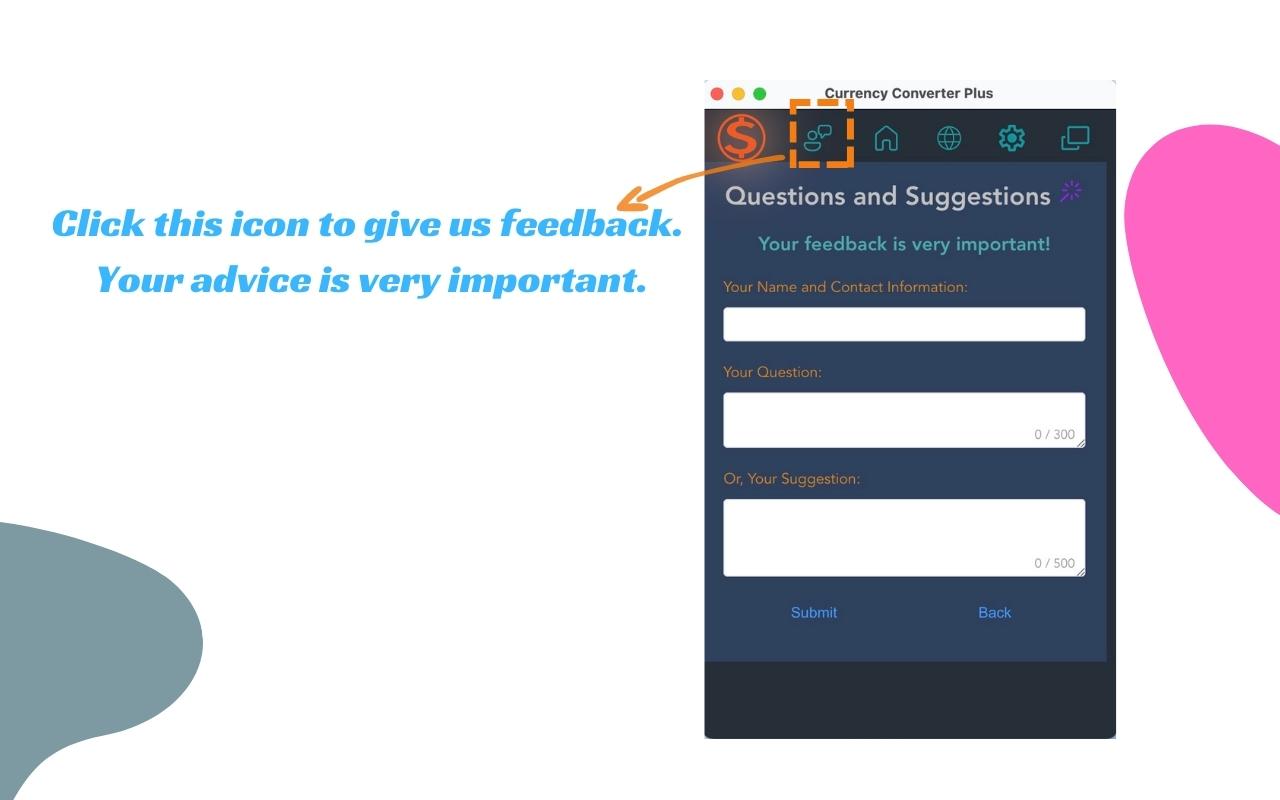 Currency Converter Plus
Click this icon to give us feedback.
Your advice is very important.
Questions and Suggestions
Your feedback is very important!
Your Name and Contact Information:
Your Question:
0 / 300
Or, Your Suggestion:
0 / 500
Submit
Back